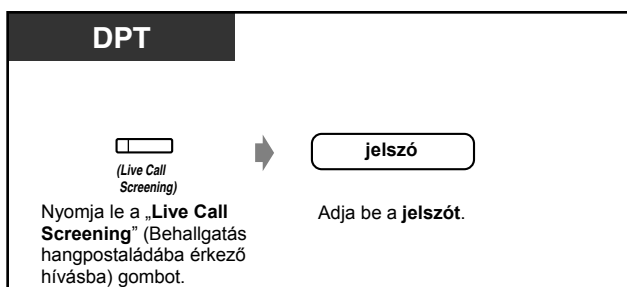 DPT
jelszó
(Live Call
Screening)
Nyomja le a „Live Call
Screening” (Behallgatás
hangpostaládába érkező
hívásba) gombot.
Adja be a jelszót.